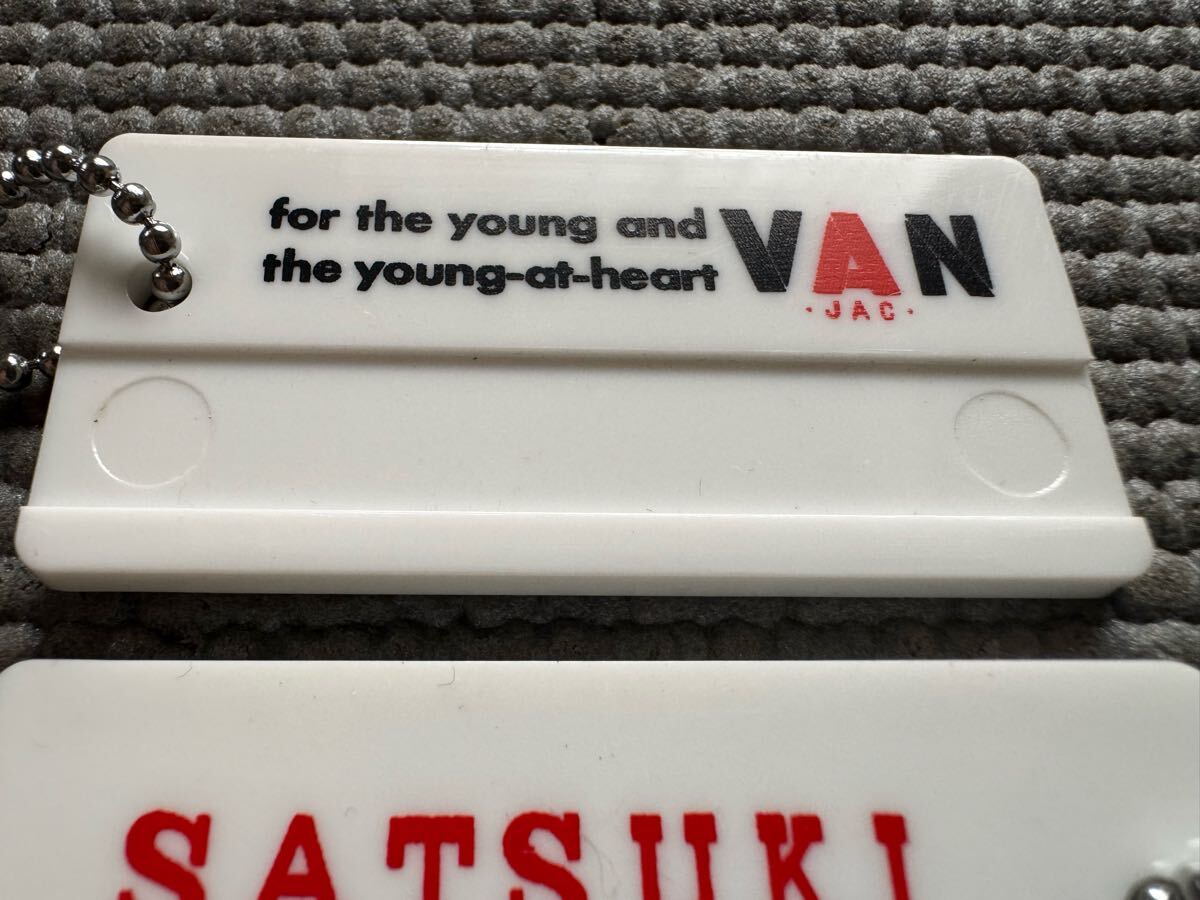 for the young and
the young-at-heart
VAN
·JAC·
SATSUKI